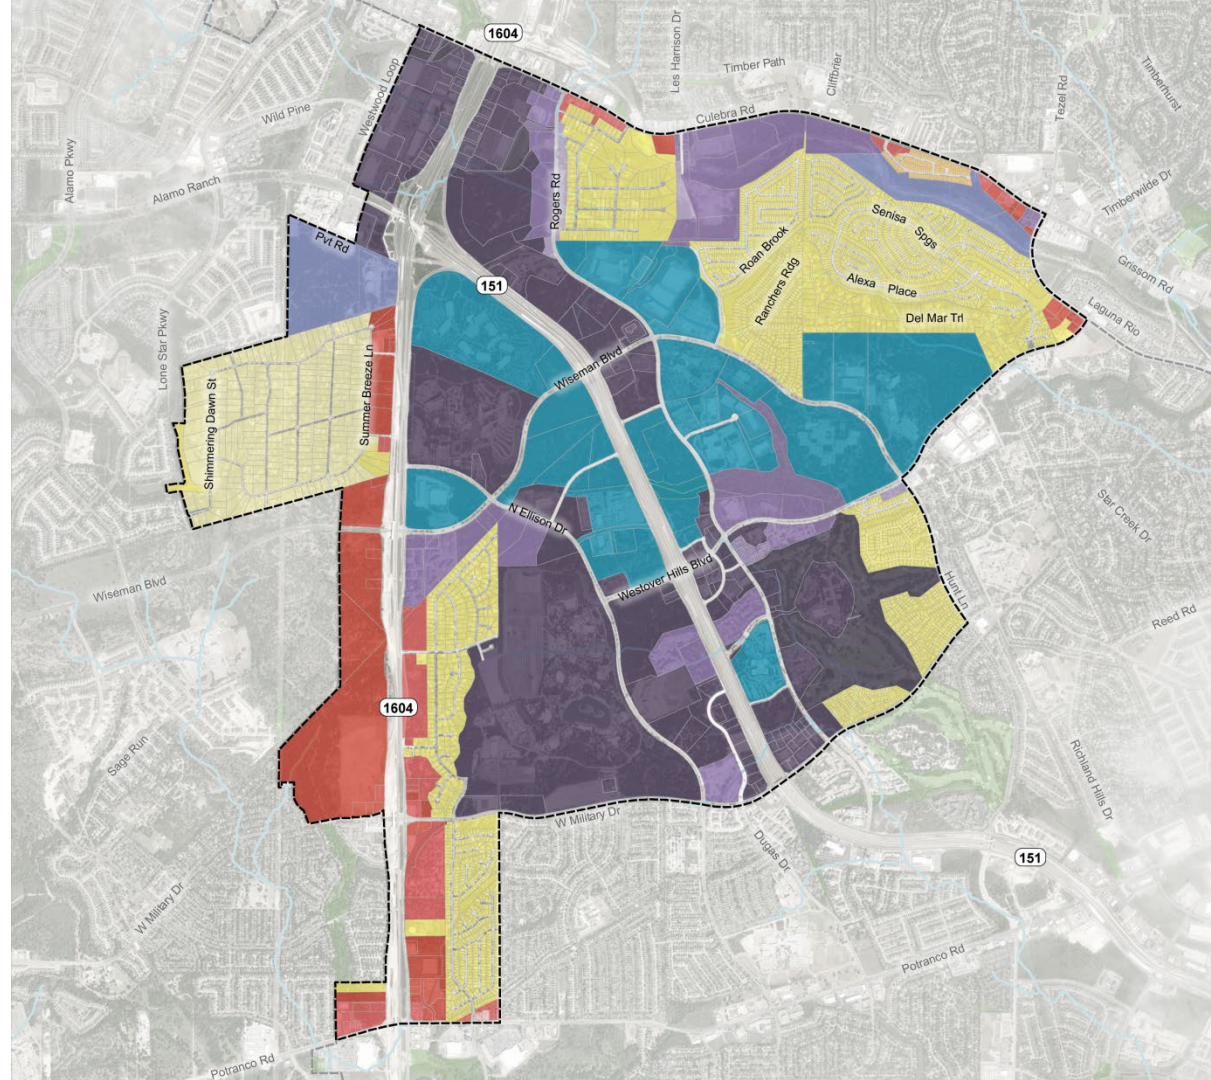 1604
Les Harrison Dr
Timber Path
Cliffbrier
Tezel Rd
Timberhurst
Westwood Loop
Wild Pine
Culebra Rd
Alamo Pkwy
Alamo Ranch
Rogers Rd
Timberwilde Dr
Senisa Spgs
Pvt Rd
Roan Brook
Grissom Rd
151
Ranchers Rdg
Alexa Place
Laguna Rio
Del Mar Trl
Lone Star Pkwy
Wiseman Blvd
Summer Breeze Ln
Shimmering Dawn St
N Ellison Dr
Star Creek Dr
Wiseman Blvd
Westover Hills Blvd
Hunt Ln
Reed Rd
1604
Sage Run
Richland Hills Dr
W Military Dr
Dugas Dr
151
W Military Dr
Potranco Rd
Potranco Rd